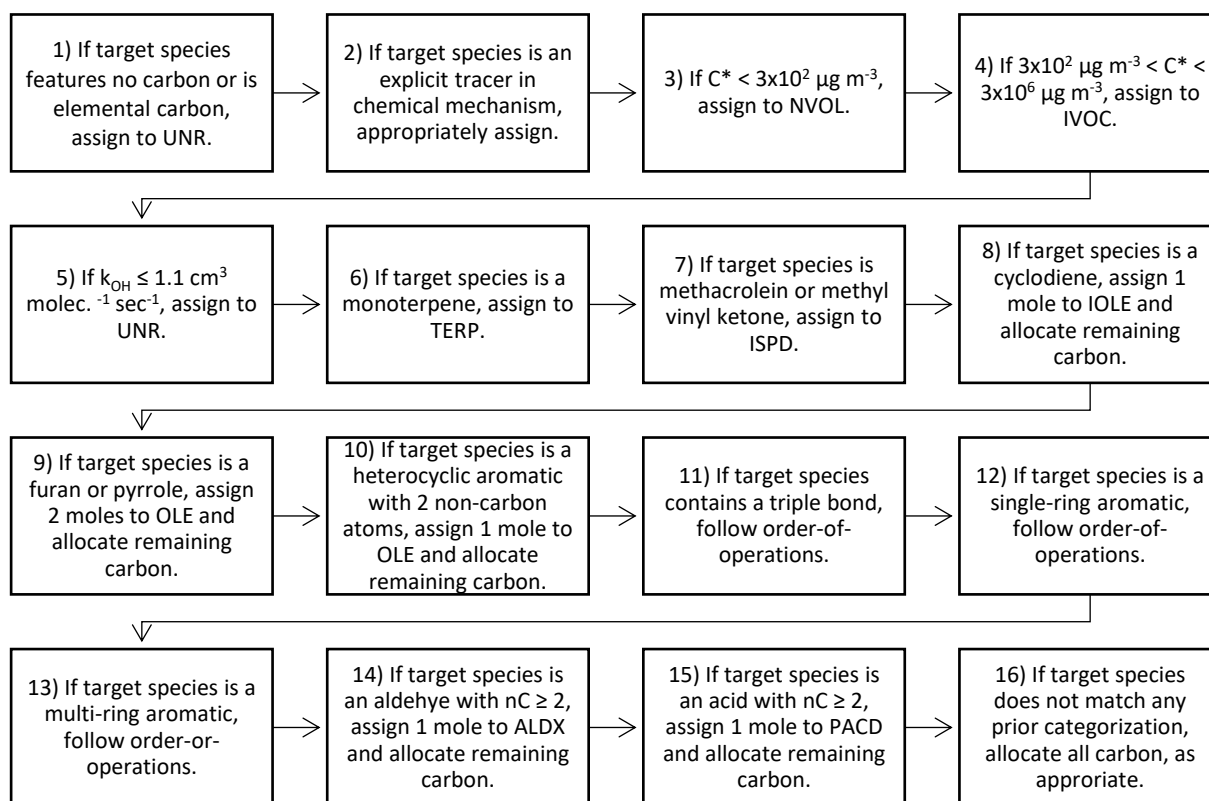 1) If target species
features no carbon or is
elemental carbon,
assign to UNR.
2) If target species is an
explicit tracer in
chemical mechanism,
appropriately assign.
3) If C* < 3x10² µg m⁻³,
assign to NVOL.
4) If 3x10² µg m⁻³ < C* <
3x10⁶ µg m⁻³, assign to
IVOC.
5) If kOH ≤ 1.1 cm³
molec. ⁻¹ sec⁻¹, assign to
UNR.
6) If target species is a
monoterpene, assign to
TERP.
7) If target species is
methacrolein or methyl
vinyl ketone, assign to
ISPD.
8) If target species is a
cyclodiene, assign 1
mole to IOLE and
allocate remaining
carbon.
9) If target species is a
furan or pyrrole, assign
2 moles to OLE and
allocate remaining
carbon.
10) If target species is a
heterocyclic aromatic
with 2 non-carbon
atoms, assign 1 mole to
OLE and allocate
remaining carbon.
11) If target species
contains a triple bond,
follow order-of-
operations.
12) If target species is a
single-ring aromatic,
follow order-of-
operations.
13) If target species is a
multi-ring aromatic,
follow order-or-
operations.
14) If target species is
an aldehye with nC ≥ 2,
assign 1 mole to ALDX
and allocate remaining
carbon.
15) If target species is
an acid with nC ≥ 2,
assign 1 mole to PACD
and allocate remaining
carbon.
16) If target species
does not match any
prior categorization,
allocate all carbon, as
approriate.